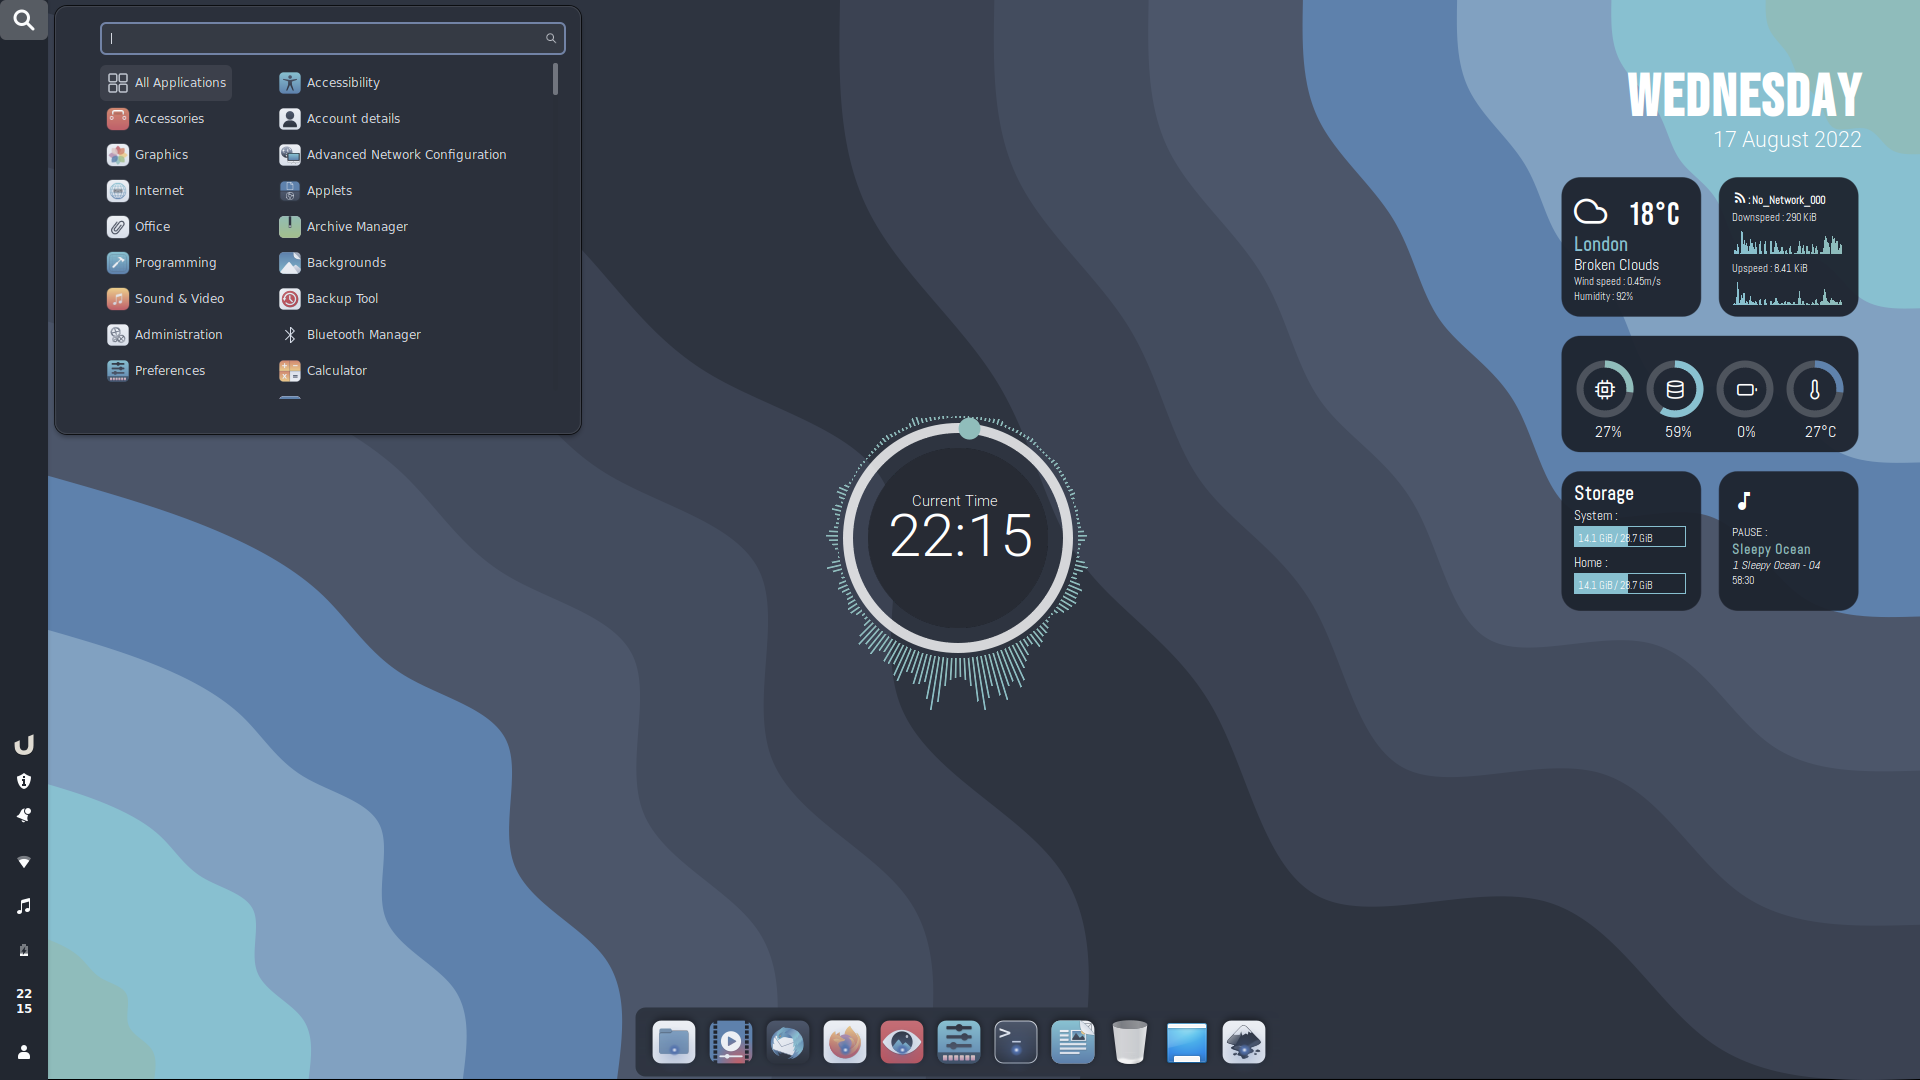 All Applications
Accessories
Graphics
Internet
Office
Programming
Sound & Video
Administration
Preferences
Accessibility
Account details
Advanced Network Configuration
Applets
Archive Manager
Backgrounds
Backup Tool
Bluetooth Manager
Calculator
22
15
Current Time
22:15
WEDNESDAY
17 August 2022
18°C
London
Broken Clouds
Wind speed : 0.45m/s
Humidity : 92%
: No_Network_000
Downspeed : 290 KiB
Upspeed : 8.41 KiB
27%
59%
0%
27°C
Storage
System :
14.1 GiB / 28.7 GiB
Home :
14.1 GiB / 28.7 GiB
PAUSE :
Sleepy Ocean
1 Sleepy Ocean - 04
58:30
>_